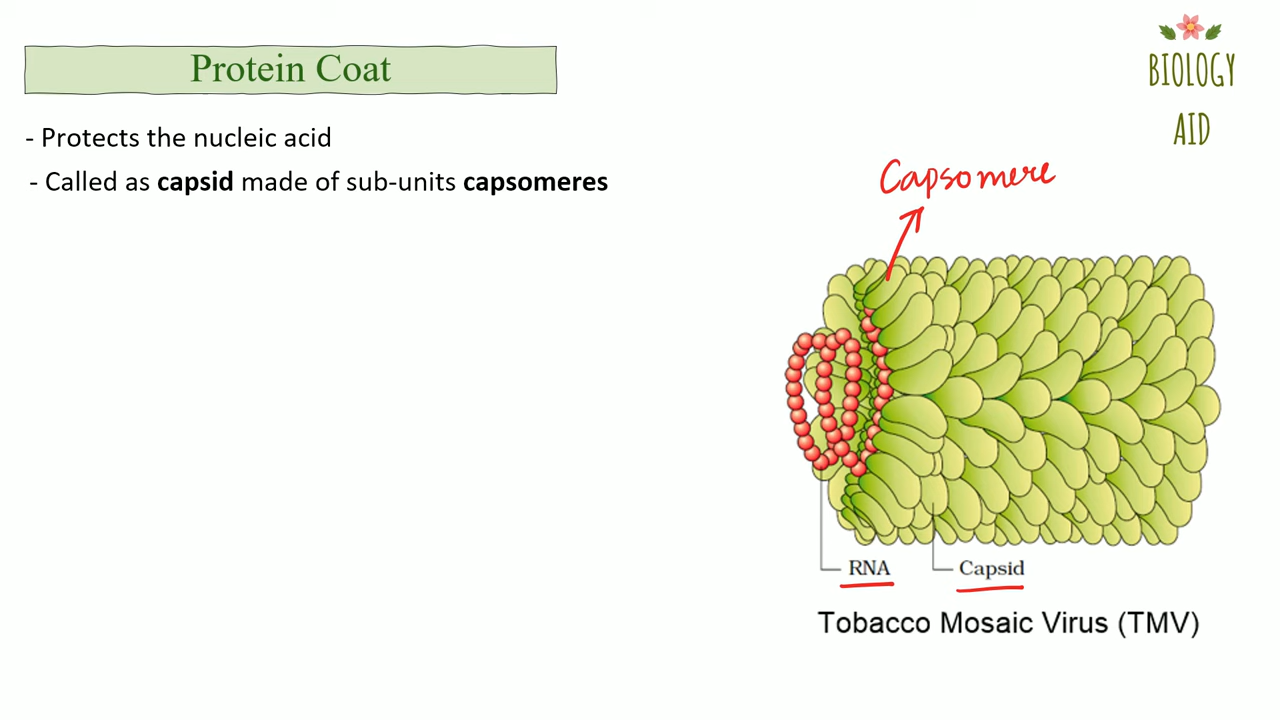 Protein Coat
BIOLOGY
AID
- Protects the nucleic acid
- Called as capsid made of sub-units capsomeres
Capsomere
RNA
Capsid
Tobacco Mosaic Virus (TMV)